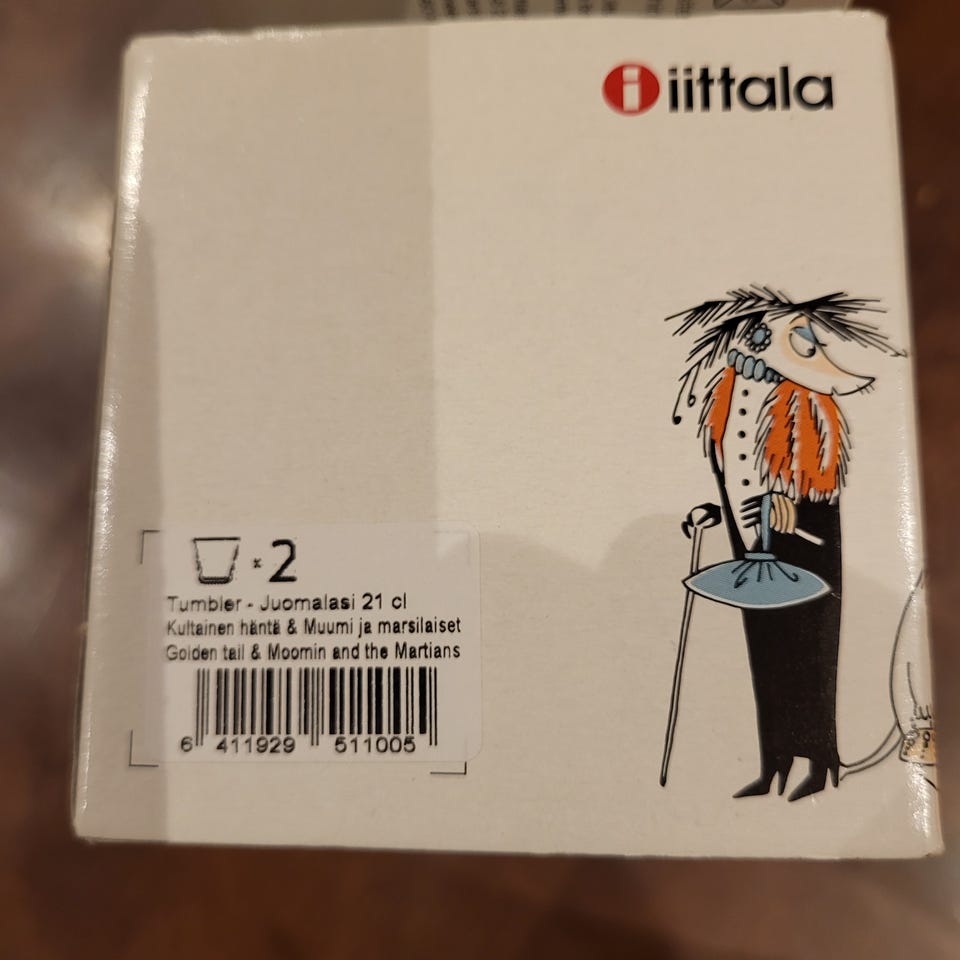 iittala
× 2
Tumbler - Juomalasi 21 cl
Kultainen häntä & Muumi ja marsilaiset
Golden tail & Moomin and the Martians
6 411929 511005